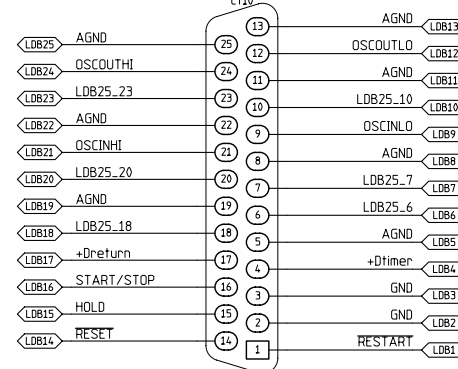 AGND 13 LDB13
LDB25 AGND 25
OSCOUTLO 12 LDB12
LDB24 OSCOUTHI 24
AGND 11 LDB11
LDB23 LDB25_23 23
LDB25_10 10 LDB10
LDB22 AGND 22
OSCINLO 9 LDB9
LDB21 OSCINHI 21
AGND 8 LDB8
LDB20 LDB25_20 20
LDB25_7 7 LDB7
LDB19 AGND 19
LDB25_6 6 LDB6
LDB18 LDB25_18 18
AGND 5 LDB5
LDB17 +Dreturn 17
+Dtimer 4 LDB4
LDB16 START/STOP 16
GND 3 LDB3
LDB15 HOLD 15
GND 2 LDB2
LDB14 RESET 14
RESTART 1 LDB1